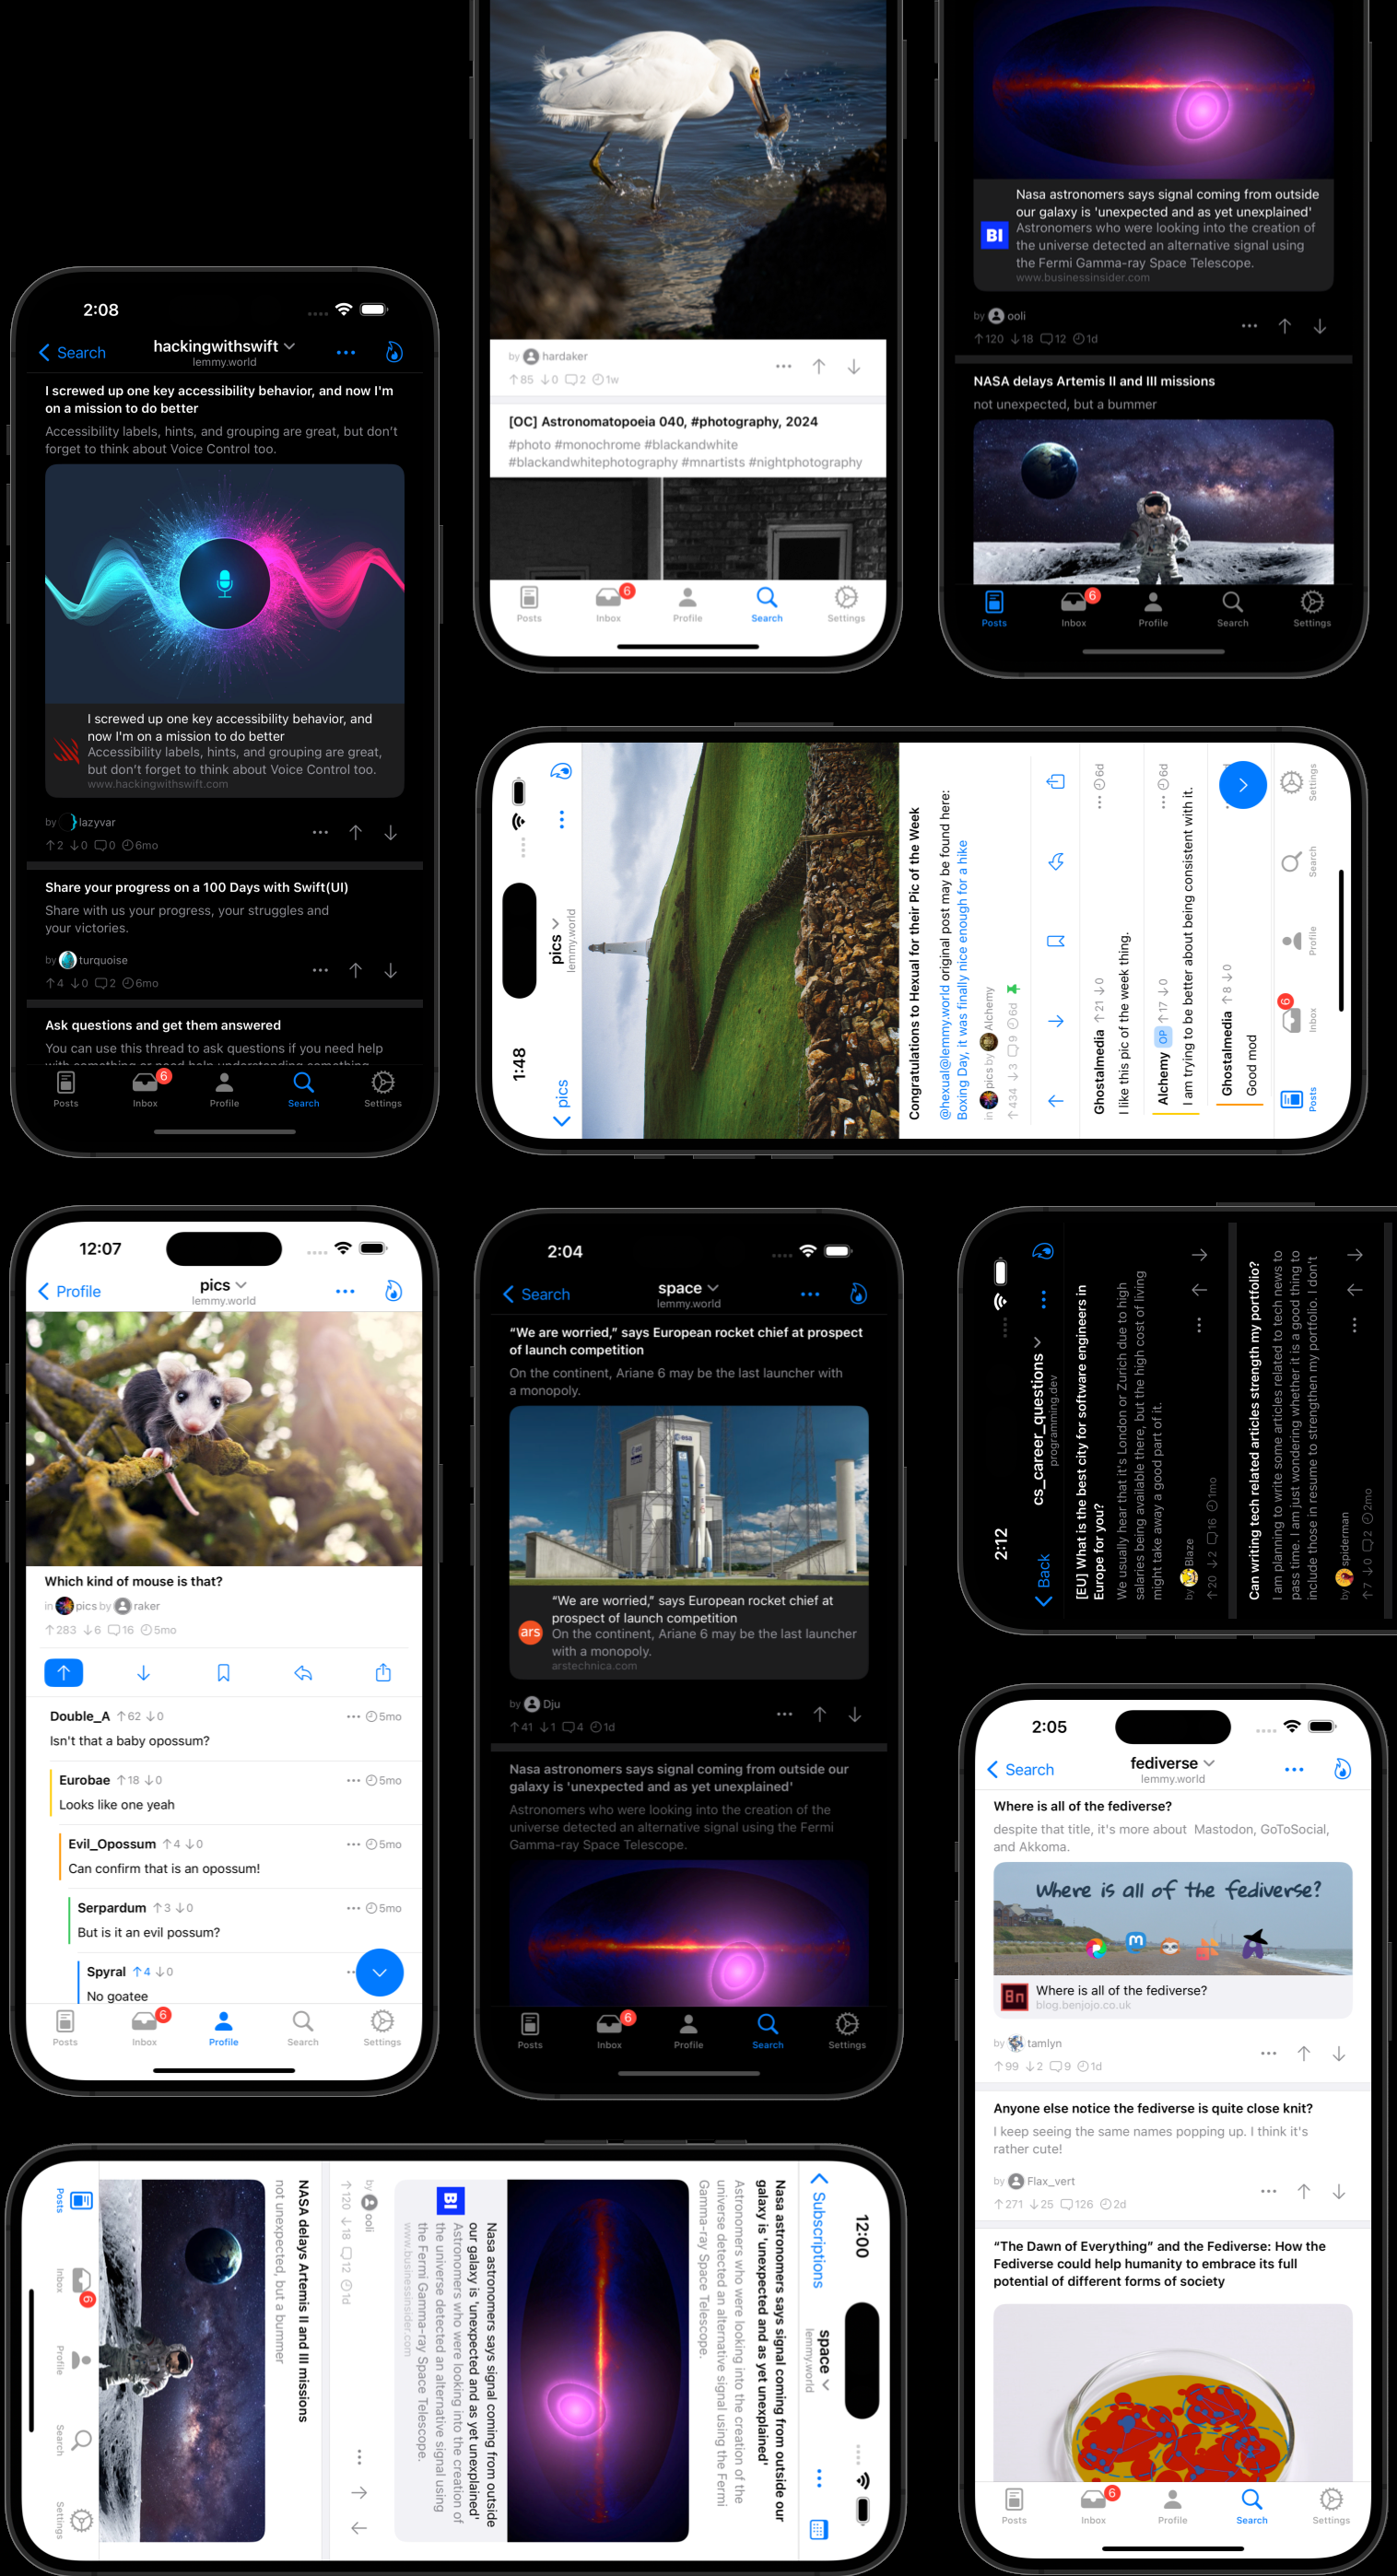 by hardaker
85 0 2 1w
[OC] Astronomatopoeia 040, #photography, 2024
#photo #monochrome #blackandwhite
#blackandwhitephotography #mnartists #nightphotography
Posts
Inbox
6
Profile
Search
Settings
Nasa astronomers says signal coming from outside
our galaxy is 'unexpected and as yet unexplained'
BI
Astronomers who were looking into the creation of
the universe detected an alternative signal using
the Fermi Gamma-ray Space Telescope.
www.businessinsider.com
by ooli
120 18 12 1d
NASA delays Artemis II and III missions
not unexpected, but a bummer
Posts
Inbox
6
Profile
Search
Settings
2:08
Search
hackingwithswift
lemmy.world
I screwed up one key accessibility behavior, and now I'm
on a mission to do better
Accessibility labels, hints, and grouping are great, but don't
forget to think about Voice Control too.
I screwed up one key accessibility behavior, and
now I'm on a mission to do better
Accessibility labels, hints, and grouping are great,
but don't forget to think about Voice Control too.
www.hackingwithswift.com
by lazyvar
2 0 0 6mo
Share your progress on a 100 Days with Swift(UI)
Share with us your progress, your struggles and
your victories.
by turquoise
4 0 2 6mo
Ask questions and get them answered
You can use this thread to ask questions if you need help
with something or need help understanding something
Posts
Inbox
6
Profile
Search
Settings
1:48
pics
pics
lemmy.world
Congratulations to Hexual for their Pic of the Week
@hexual@lemmy.world original post may be found here:
Boxing Day, it was finally nice enough for a hike
in pics by Alchemy
434 3 9 6d
Ghostalmedia 21 0 6d
I like this pic of the week thing.
Alchemy OP 17 0 6d
I am trying to be better about being consistent with it.
Ghostalmedia 8 0
Good mod
Posts
Inbox
6
Profile
Search
Settings
12:07
Profile
pics
lemmy.world
Which kind of mouse is that?
in pics by raker
283 6 16 5mo
Double_A 62 0 5mo
Isn't that a baby opossum?
Eurobae 18 0 5mo
Looks like one yeah
Evil_Opossum 4 0 5mo
Can confirm that is an opossum!
Serpardum 3 0 5mo
But is it an evil possum?
Spyral 4 0
No goatee
Posts
Inbox
6
Profile
Search
Settings
2:04
Search
space
lemmy.world
“We are worried,” says European rocket chief at prospect
of launch competition
On the continent, Ariane 6 may be the last launcher with
a monopoly.
esa
“We are worried,” says European rocket chief at
prospect of launch competition
ars
On the continent, Ariane 6 may be the last launcher
with a monopoly.
arstechnica.com
by Dju
41 1 4 1d
Nasa astronomers says signal coming from outside our
galaxy is 'unexpected and as yet unexplained'
Astronomers who were looking into the creation of the
universe detected an alternative signal using the Fermi
Gamma-ray Space Telescope.
Posts
Inbox
6
Profile
Search
Settings
2:12
Back
cs_career_questions
programming.dev
[EU] What is the best city for software engineers in
Europe for you?
We usually hear that it's London or Zurich due to high
salaries being available there, but the high cost of living
might take away a good part of it.
by Blaze
20 2 16 1mo
Can writing tech related articles strength my portfolio?
I am planning to write some articles related to tech news to
pass time. I am just wondering whether it is a good thing to
include those in resume to strengthen my portfolio. I don't
by spiderman
7 0 2 2mo
2:05
Search
fediverse
lemmy.world
Where is all of the fediverse?
despite that title, it's more about Mastodon, GoToSocial,
and Akkoma.
Where is all of the fediverse?
Bn
Where is all of the fediverse?
blog.benjojo.co.uk
by tamlyn
99 2 9 1d
Anyone else notice the fediverse is quite close knit?
I keep seeing the same names popping up. I think it's
rather cute!
by Flax_vert
271 25 126 2d
“The Dawn of Everything” and the Fediverse: How the
Fediverse could help humanity to embrace its full
potential of different forms of society
Posts
Inbox
6
Profile
Search
Settings
12:00
Subscriptions
space
lemmy.world
Nasa astronomers says signal coming from outside our
galaxy is 'unexpected and as yet unexplained'
Astronomers who were looking into the creation of the
universe detected an alternative signal using the Fermi
Gamma-ray Space Telescope.
Nasa astronomers says signal coming from outside
our galaxy is 'unexpected and as yet unexplained'
BI
Astronomers who were looking into the creation of
the universe detected an alternative signal using
the Fermi Gamma-ray Space Telescope.
www.businessinsider.com
by ooli
120 18 12 1d
NASA delays Artemis II and III missions
not unexpected, but a bummer
Posts
Inbox
6
Profile
Search
Settings